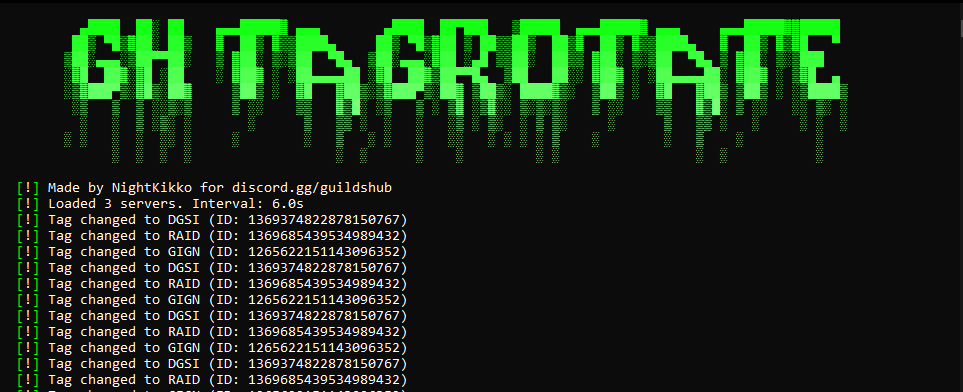 GH TAGROTATE
[!] Made by NightKikko for discord.gg/guildshub
[!] Loaded 3 servers. Interval: 6.0s
[!] Tag changed to DGSI (ID: 1369374822878150767)
[!] Tag changed to RAID (ID: 1369685439534989432)
[!] Tag changed to GIGN (ID: 1265622151143096352)
[!] Tag changed to DGSI (ID: 1369374822878150767)
[!] Tag changed to RAID (ID: 1369685439534989432)
[!] Tag changed to GIGN (ID: 1265622151143096352)
[!] Tag changed to DGSI (ID: 1369374822878150767)
[!] Tag changed to RAID (ID: 1369685439534989432)
[!] Tag changed to GIGN (ID: 1265622151143096352)
[!] Tag changed to DGSI (ID: 1369374822878150767)
[!] Tag changed to RAID (ID: 1369685439534989432)